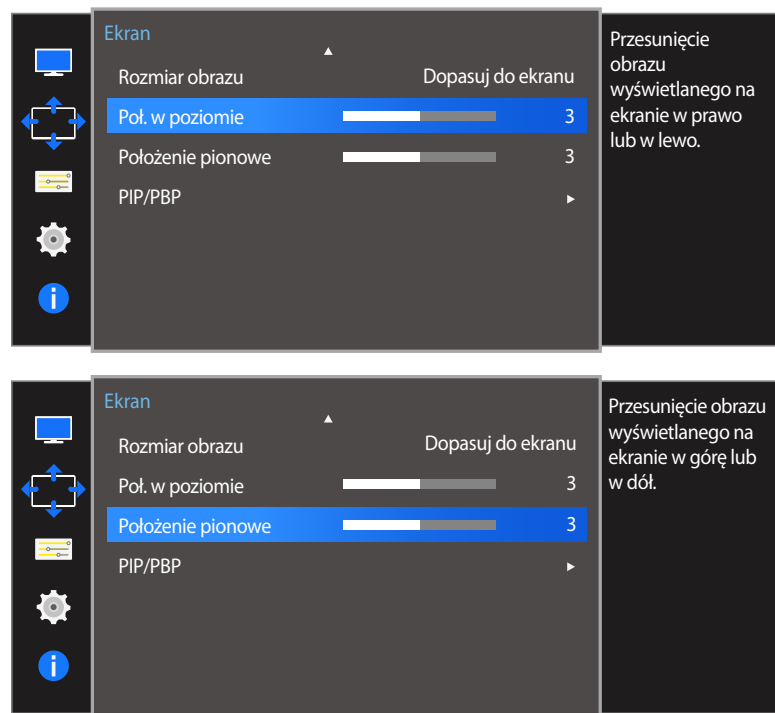 Ekran
Rozmiar obrazu Dopasuj do ekranu
Poł. w poziomie 3
Położenie pionowe 3
PIP/PBP
Przesunięcie
obrazu
wyświetlanego na
ekranie w prawo
lub w lewo.
Ekran
Rozmiar obrazu Dopasuj do ekranu
Poł. w poziomie 3
Położenie pionowe 3
PIP/PBP
Przesunięcie obrazu
wyświetlanego na
ekranie w górę lub
w dół.